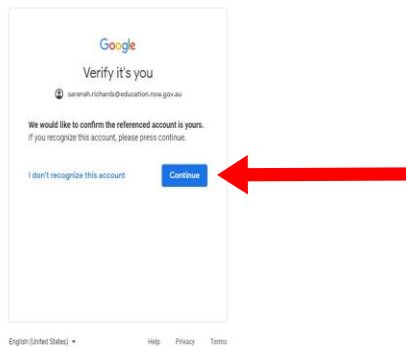 Google
Verify it's you
saranah.richards@education.nsw.gov.au
We would like to confirm the referenced account is yours.
If you recognize this account, please press continue.
I don't recognize this account
Continue
English (United States)
Help Privacy Terms